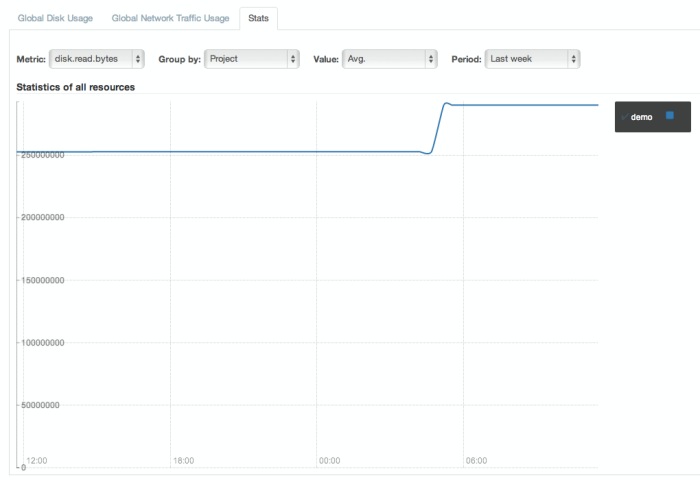 Global Disk Usage Global Network Traffic Usage Stats
Metric: disk.read.bytes Group by: Project Value: Avg. Period: Last week
Statistics of all resources
demo
250000000
200000000
150000000
100000000
50000000
0
12:00 18:00 00:00 06:00